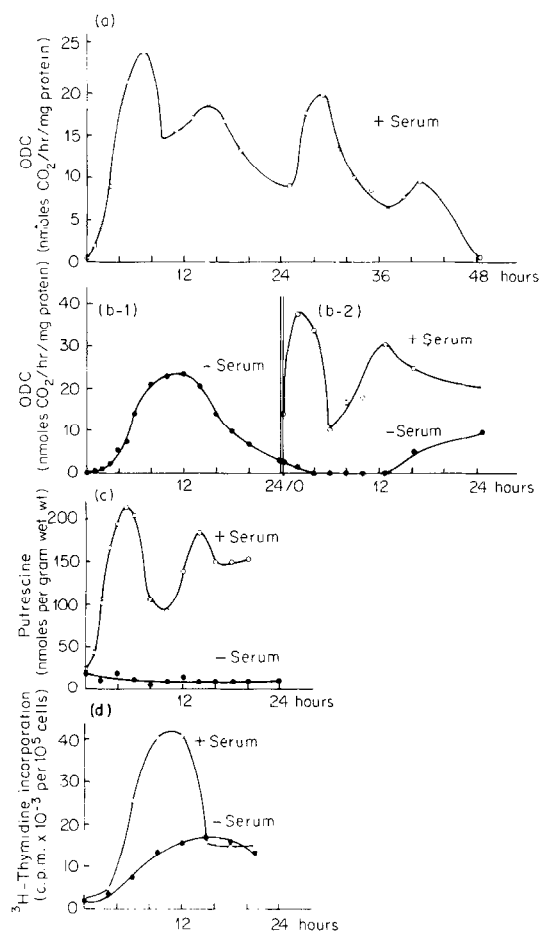 (a)
25
20
15
10
5
0
ODC
(nmoles CO2/hr/mg protein)
+ Serum
12
24
36
48 hours
(b-1)
(b-2)
40
30
20
10
0
ODC
(nmoles CO2/hr/mg protein)
- Serum
+ Serum
- Serum
12
24/0
12
24 hours
(c)
200
150
100
50
0
Putrescine
(nmoles per gram wet wt)
+ Serum
- Serum
12
24 hours
(d)
40
30
20
10
0
3H-Thymidine incorporation
(c.p.m. x 10-3 per 105 cells)
+ Serum
- Serum
12
24 hours